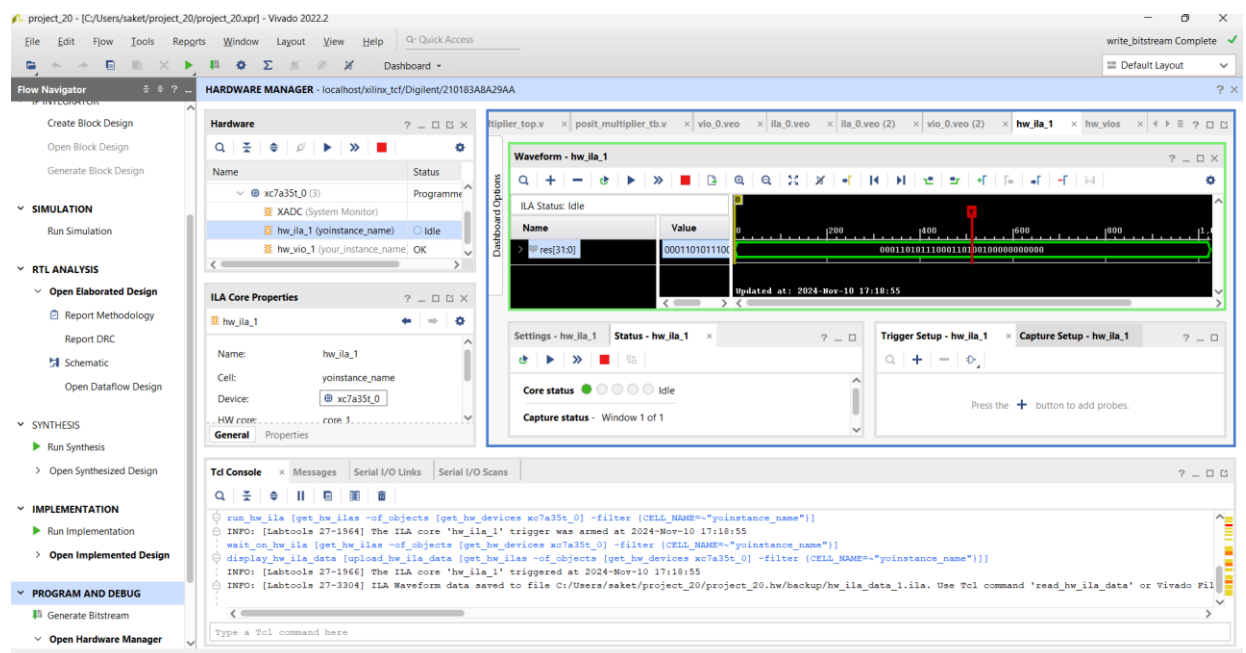 project_20 - [C:/Users/saket/project_20/project_20.xpr] - Vivado 2022.2
File Edit Flow Tools Reports Window Layout View Help Q- Quick Access
write_bitstream Complete
Dashboard
Default Layout
Flow Navigator
HARDWARE MANAGER - localhost/xilinx_tcf/Digilent/210183A8A29AA
IP INTEGRATOR
Create Block Design
Open Block Design
Generate Block Design
SIMULATION
Run Simulation
RTL ANALYSIS
Open Elaborated Design
Report Methodology
Report DRC
Schematic
Open Dataflow Design
SYNTHESIS
Run Synthesis
Open Synthesized Design
IMPLEMENTATION
Run Implementation
Open Implemented Design
PROGRAM AND DEBUG
Generate Bitstream
Open Hardware Manager
Hardware
Name Status
xc7a35t_0 (3) Programme
XADC (System Monitor)
hw_ila_1 (yoinstance_name) Idle
hw_vio_1 (your_instance_name OK
ILA Core Properties
hw_ila_1
Name: hw_ila_1
Cell: yoinstance_name
Device: xc7a35t_0
HW core: core_1
General Properties
tiplier_top.v posit_multiplier_tb.v vio_0.veo ila_0.veo ila_0.veo (2) vio_0.veo (2) hw_ila_1 hw_vios
Dashboard Options
Waveform - hw_ila_1
ILA Status: Idle
Name Value
res[31:0] 0001101011100
0
0 200 400 600 800 1,
T
00011010111000110100100000000000
Updated at: 2024-Nov-10 17:18:55
Settings - hw_ila_1 Status - hw_ila_1
Core status Idle
Capture status - Window 1 of 1
Trigger Setup - hw_ila_1 Capture Setup - hw_ila_1
Press the + button to add probes.
Tcl Console Messages Serial I/O Links Serial I/O Scans
run_hw_ila [get_hw_ilas -of_objects [get_hw_devices xc7a35t_0] -filter {CELL_NAME=~"yoinstance_name"}]
INFO: [Labtools 27-1964] The ILA core 'hw_ila_1' trigger was armed at 2024-Nov-10 17:18:55
wait_on_hw_ila [get_hw_ilas -of_objects [get_hw_devices xc7a35t_0] -filter {CELL_NAME=~"yoinstance_name"}]
display_hw_ila_data [upload_hw_ila_data [get_hw_ilas -of_objects [get_hw_devices xc7a35t_0] -filter {CELL_NAME=~"yoinstance_name"}]]
INFO: [Labtools 27-1966] The ILA core 'hw_ila_1' triggered at 2024-Nov-10 17:18:55
INFO: [Labtools 27-3304] ILA Waveform data saved to file C:/Users/saket/project_20/project_20.hw/backup/hw_ila_data_1.ila. Use Tcl command 'read_hw_ila_data' or Vivado Fil
Type a Tcl command here